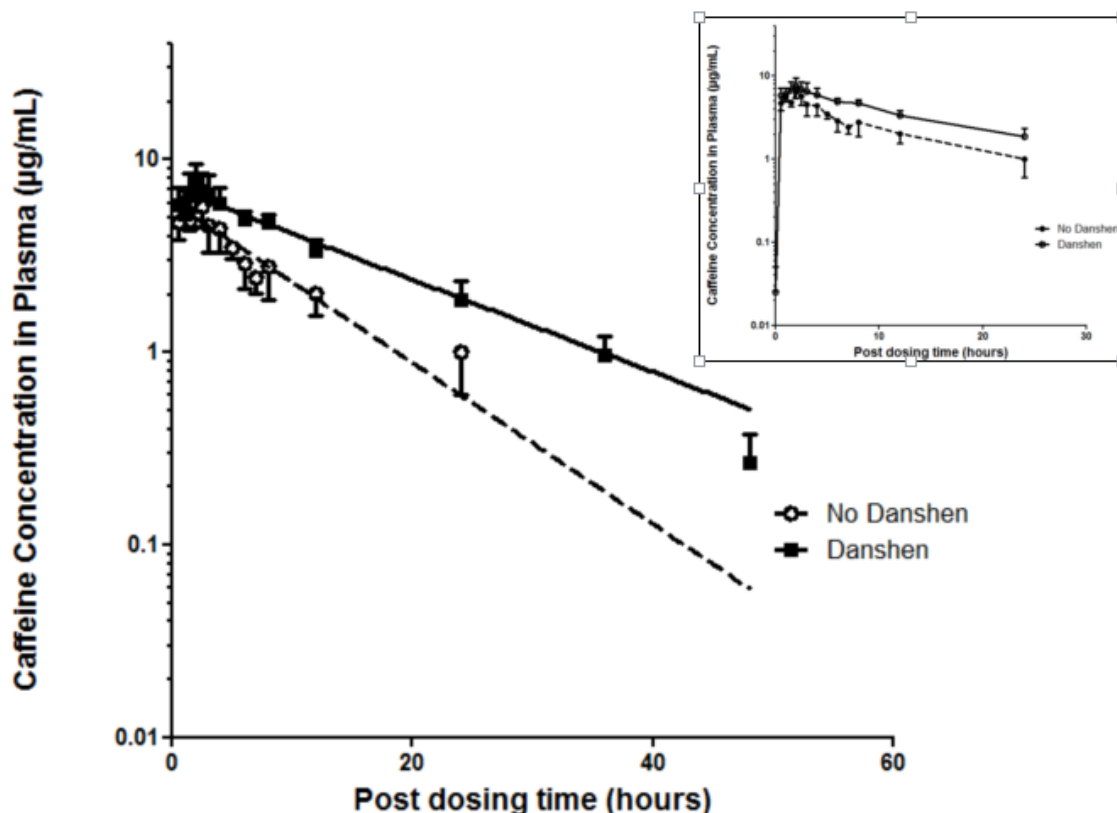 Caffeine Concentration in Plasma (µg/mL)
10
1
0.1
0.01
0
20
40
60
Post dosing time (hours)
No Danshen
Danshen
Caffeine Concentration in Plasma (µg/mL)
10
1
0.1
0.01
0
10
20
30
Post dosing time (hours)
No Danshen
Danshen